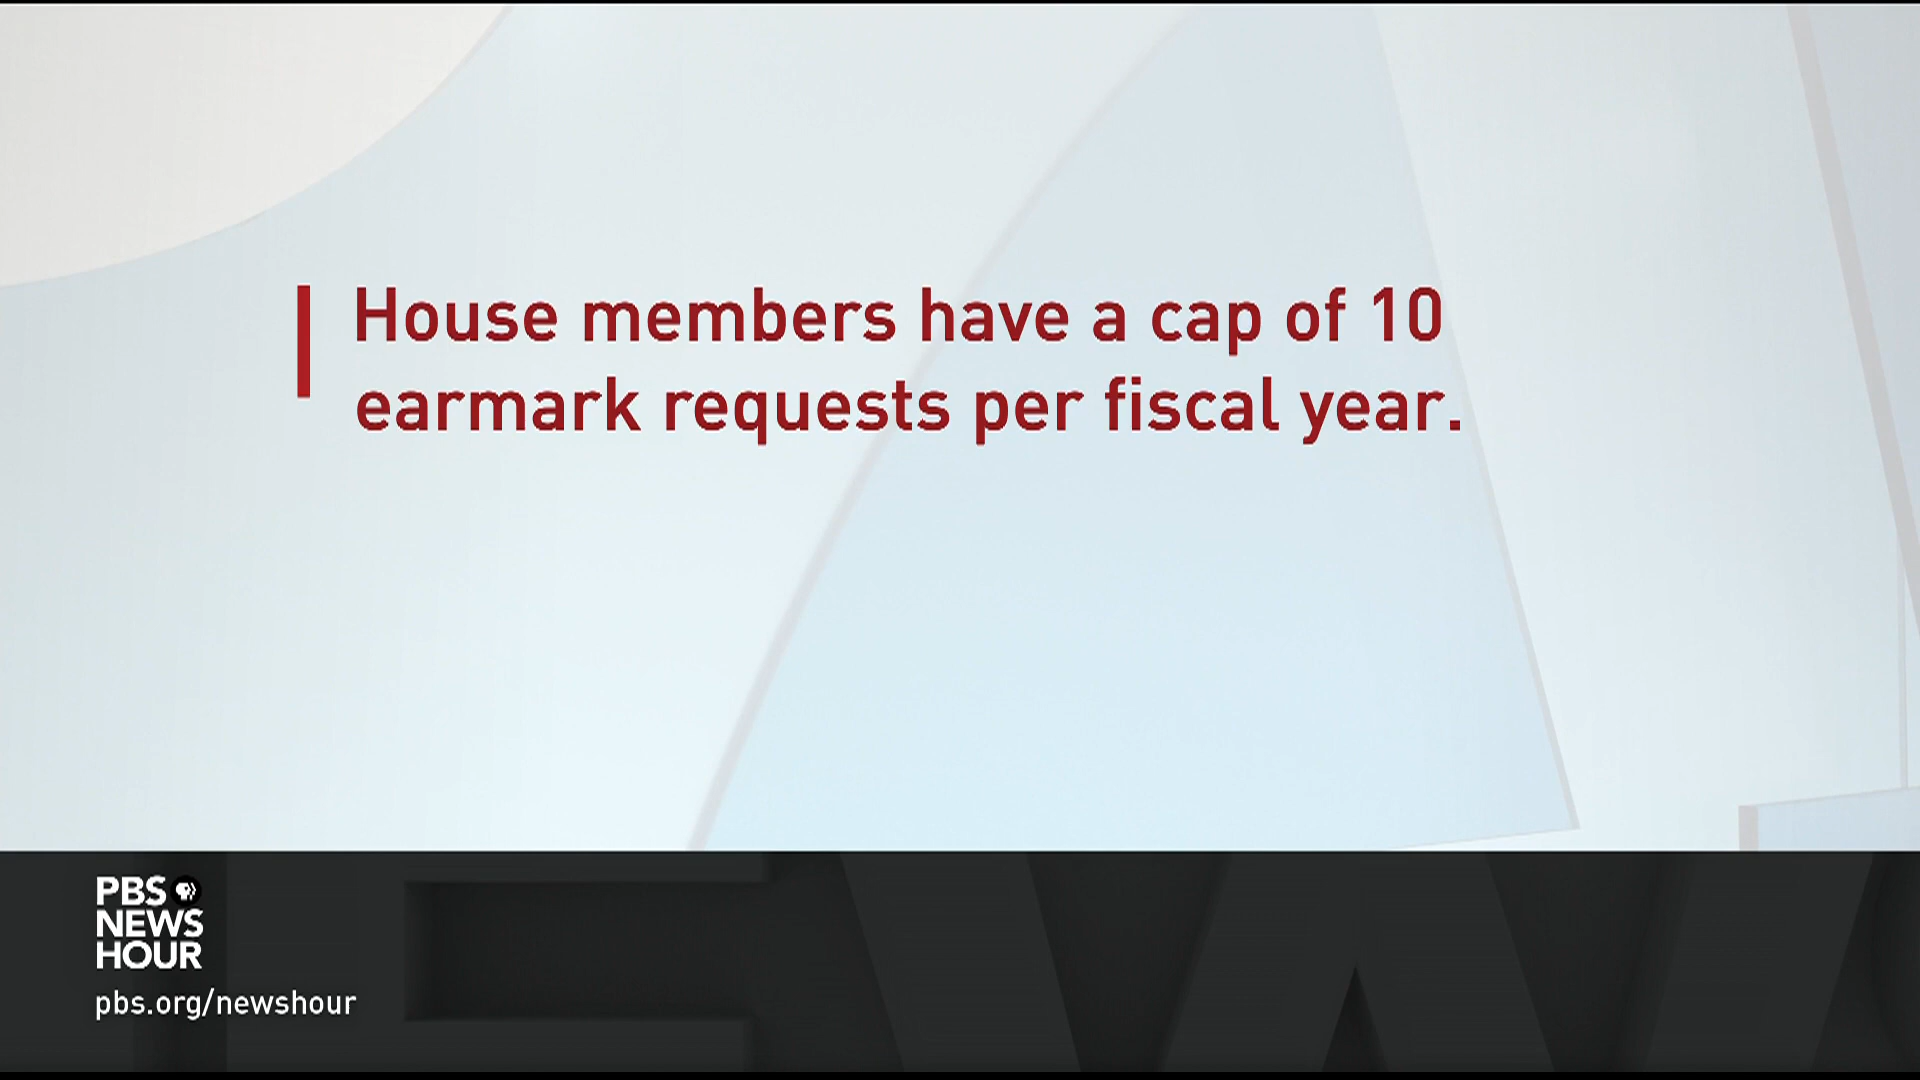 House members have a cap of 10
earmark requests per fiscal year.
PBS
NEWS
HOUR
pbs.org/newshour